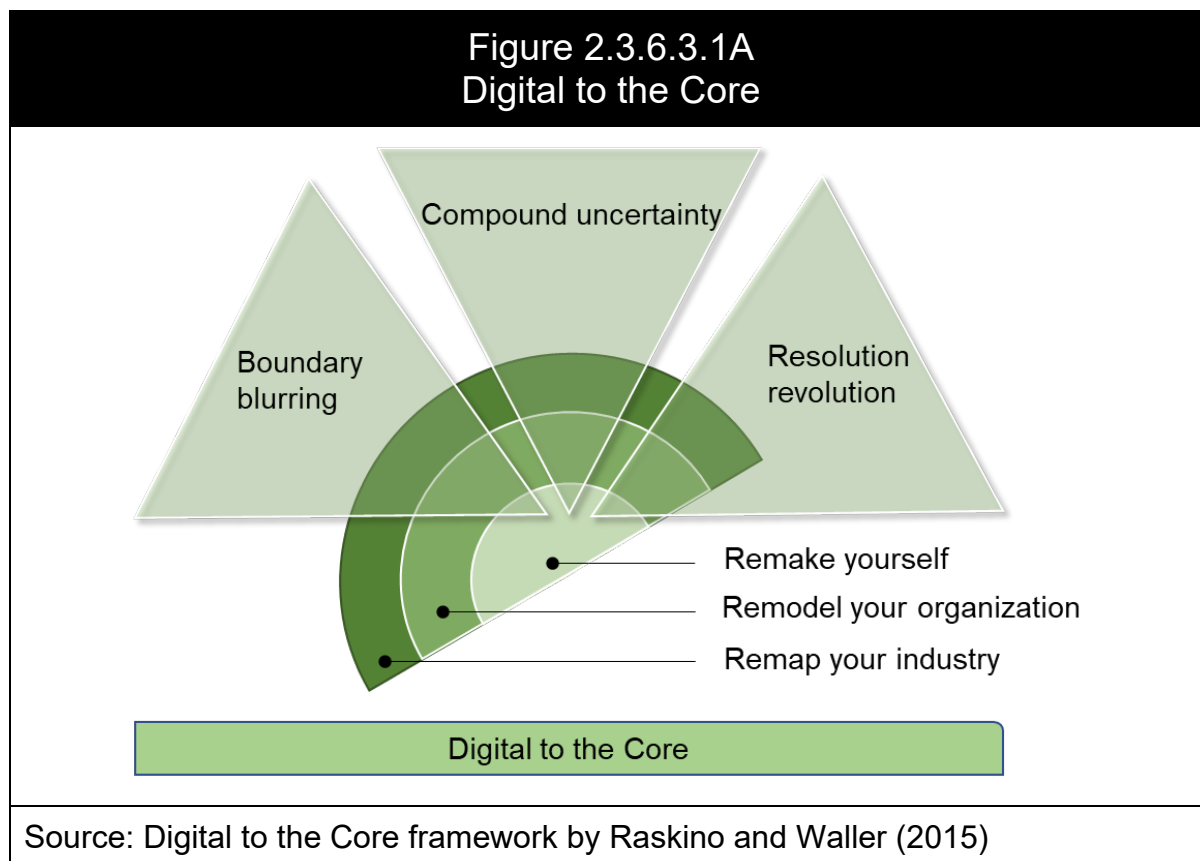 Figure 2.3.6.3.1A
Digital to the Core
Compound uncertainty
Boundary
blurring
Resolution
revolution
Remake yourself
Remodel your organization
Remap your industry
Digital to the Core
Source: Digital to the Core framework by Raskino and Waller (2015)